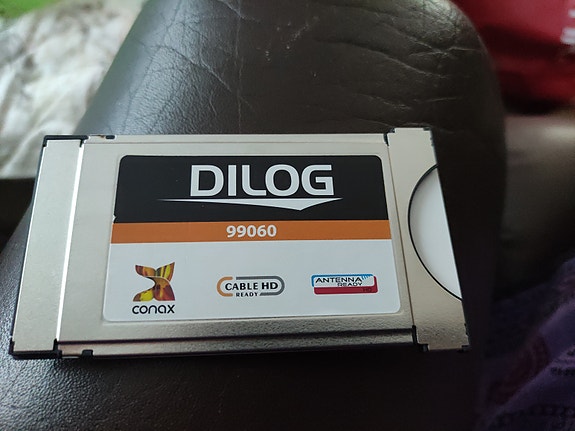 DILOG
99060
conax
CABLE HD
READY
ANTENNA
READY